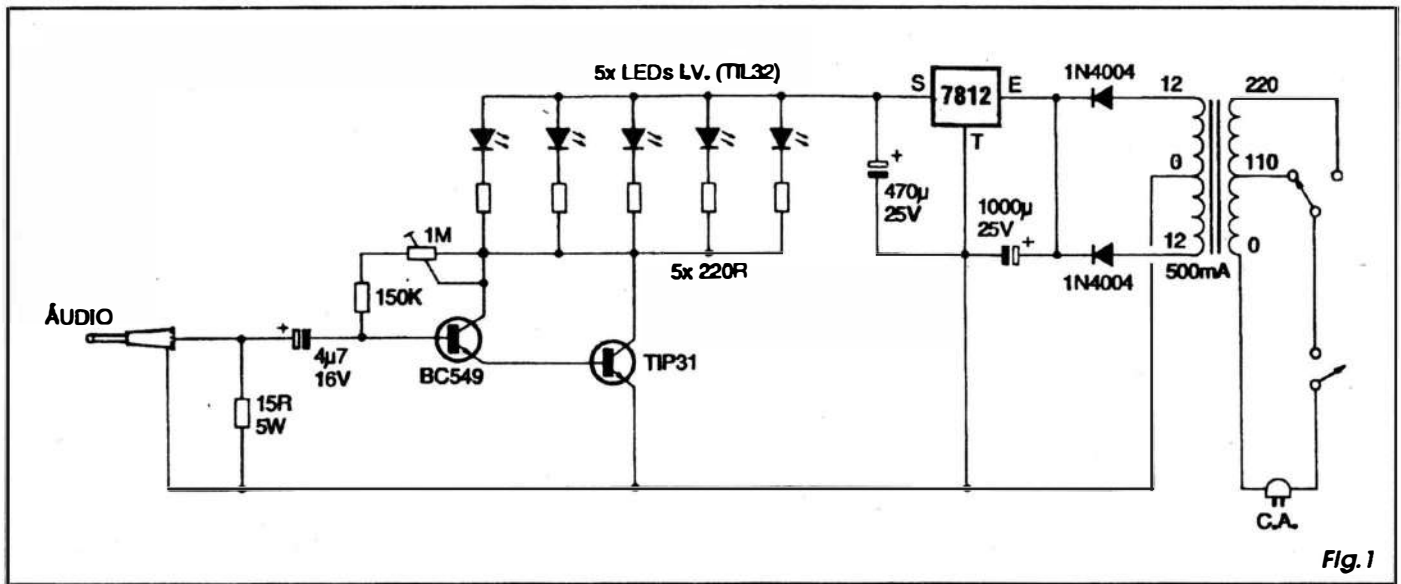 5x LEDs I.V. (TIL32)
S
7812
E
T
1N4004
12
220
0
110
12
0
500mA
1N4004
470µ
25V
1000µ
25V
+
+
1M
150K
5x 220R
ÁUDIO
+
4µ7
16V
BC549
TIP31
15R
5W
C.A.
Fig.1